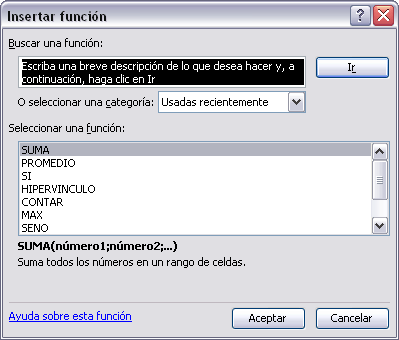 Insertar función
Buscar una función:
Escriba una breve descripción de lo que desea hacer y, a
continuación, haga clic en Ir
Ir
O seleccionar una categoría: Usadas recientemente
Seleccionar una función:
SUMA
PROMEDIO
SI
HIPERVINCULO
CONTAR
MAX
SENO
SUMA(número1;número2;...)
Suma todos los números en un rango de celdas.
Ayuda sobre esta función
Aceptar
Cancelar